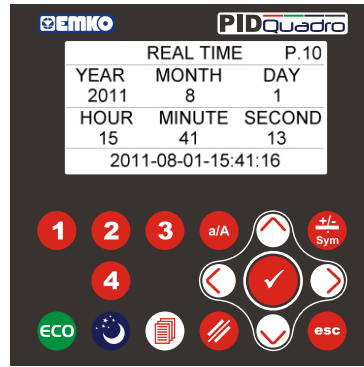 EMKO PIDQuadro
REAL TIME P.10
YEAR MONTH DAY
2011 8 1
HOUR MINUTE SECOND
15 41 13
2011-08-01-15:41:16
1 2 3 a/A +/- Sym
4
ECO esc